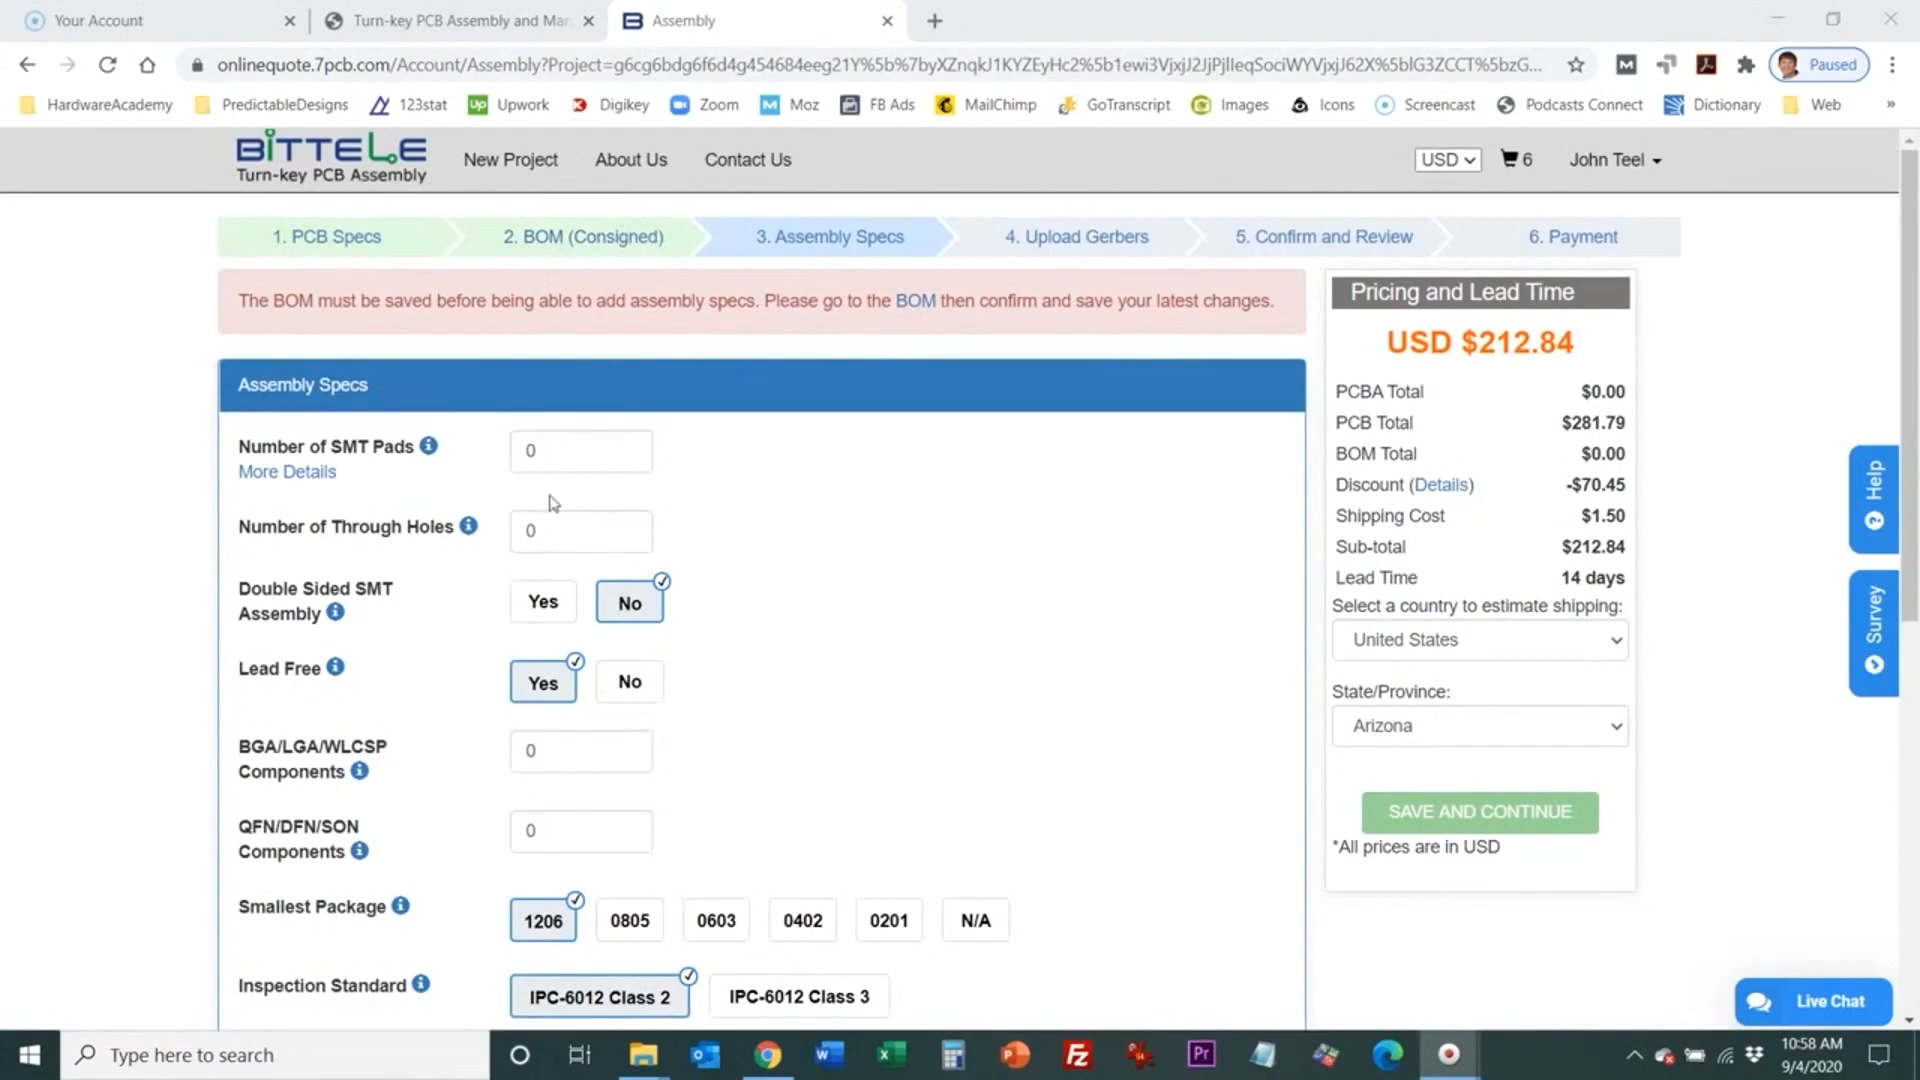 Your Account
Turn-key PCB Assembly and Mar
Assembly
onlinequote.7pcb.com/Account/Assembly?Project=g6cg6bdg6f6d4g454684eeg21Y%5b%7byXZnqkJ1KYZEyHc2%5b1ewi3VjxjJ2JjPjlIeqSociWYVjxjJ62X%5blG3ZCCT%5bzG...
Paused
HardwareAcademy
PredictableDesigns
123stat
Upwork
Digikey
Zoom
Moz
FB Ads
MailChimp
GoTranscript
Images
Icons
Screencast
Podcasts Connect
Dictionary
Web
»
BiTTELE
Turn-key PCB Assembly
New Project
About Us
Contact Us
USD
6
John Teel
1. PCB Specs
2. BOM (Consigned)
3. Assembly Specs
4. Upload Gerbers
5. Confirm and Review
6. Payment
The BOM must be saved before being able to add assembly specs. Please go to the BOM then confirm and save your latest changes.
Assembly Specs
Number of SMT Pads
More Details
0
Number of Through Holes
0
Double Sided SMT
Assembly
Yes
No
Lead Free
Yes
No
BGA/LGA/WLCSP
Components
0
QFN/DFN/SON
Components
0
Smallest Package
1206
0805
0603
0402
0201
N/A
Inspection Standard
IPC-6012 Class 2
IPC-6012 Class 3
Pricing and Lead Time
USD $212.84
PCBA Total $0.00
PCB Total $281.79
BOM Total $0.00
Discount (Details) -$70.45
Shipping Cost $1.50
Sub-total $212.84
Lead Time 14 days
Select a country to estimate shipping:
United States
State/Province:
Arizona
SAVE AND CONTINUE
*All prices are in USD
Help
Survey
Live Chat
Type here to search
10:58 AM
9/4/2020